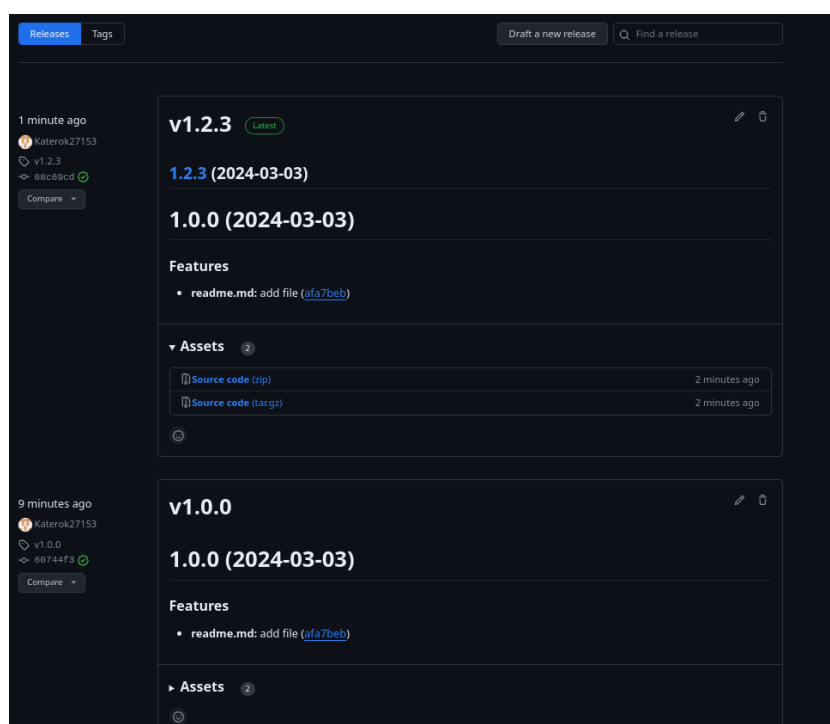 Releases Tags Draft a new release Find a release
1 minute ago
Katerok27153
v1.2.3
68c69cd
Compare
v1.2.3 Latest
1.2.3 (2024-03-03)
1.0.0 (2024-03-03)
Features
• readme.md: add file (afa7beb)
Assets 2
Source code (zip) 2 minutes ago
Source code (tar.gz) 2 minutes ago
9 minutes ago
Katerok27153
v1.0.0
60744f3
Compare
v1.0.0
1.0.0 (2024-03-03)
Features
• readme.md: add file (afa7beb)
Assets 2